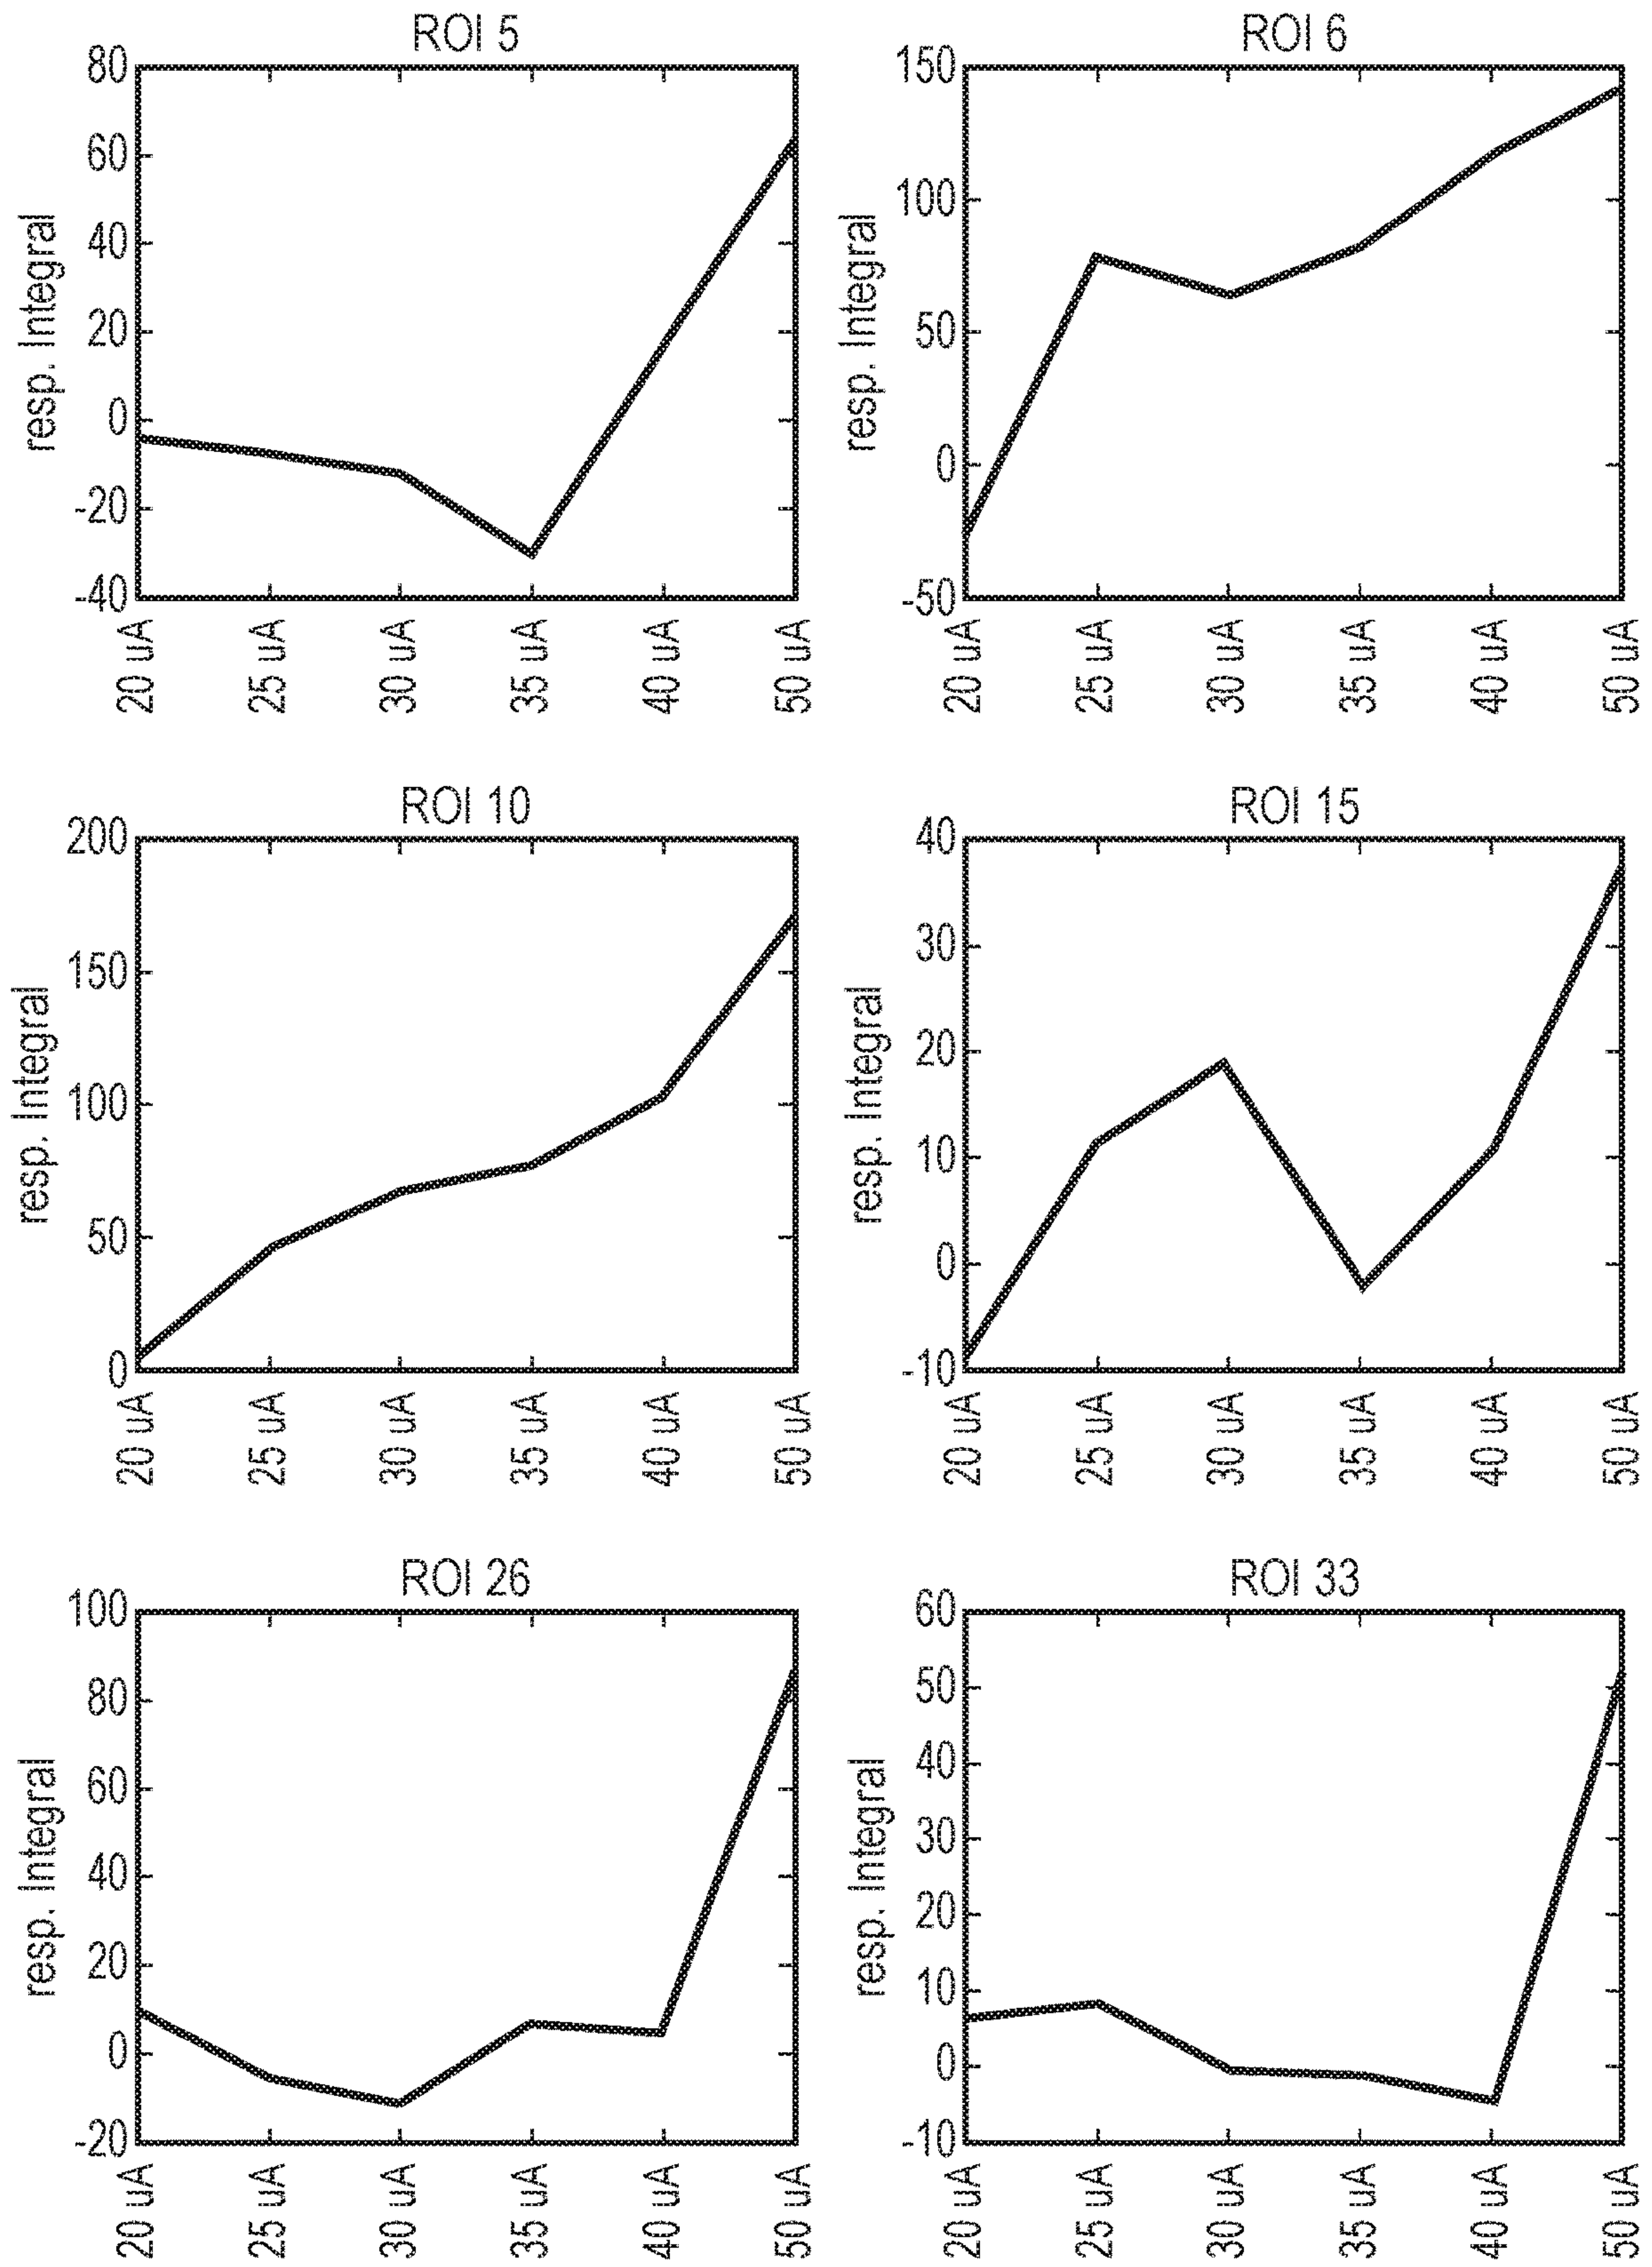 ROI 5
80
60
40
20
0
-20
-40
resp. Integral
20 uA
25 uA
30 uA
35 uA
40 uA
50 uA
ROI 6
150
100
50
0
-50
resp. Integral
20 uA
25 uA
30 uA
35 uA
40 uA
50 uA
ROI 10
200
150
100
50
0
resp. Integral
20 uA
25 uA
30 uA
35 uA
40 uA
50 uA
ROI 15
40
30
20
10
0
-10
resp. Integral
20 uA
25 uA
30 uA
35 uA
40 uA
50 uA
ROI 26
100
80
60
40
20
0
-20
resp. Integral
20 uA
25 uA
30 uA
35 uA
40 uA
50 uA
ROI 33
60
50
40
30
20
10
0
-10
resp. Integral
20 uA
25 uA
30 uA
35 uA
40 uA
50 uA